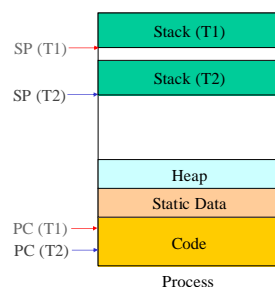 Stack (T1)
SP (T1)
Stack (T2)
SP (T2)
Heap
Static Data
PC (T1)
Code
PC (T2)
Process